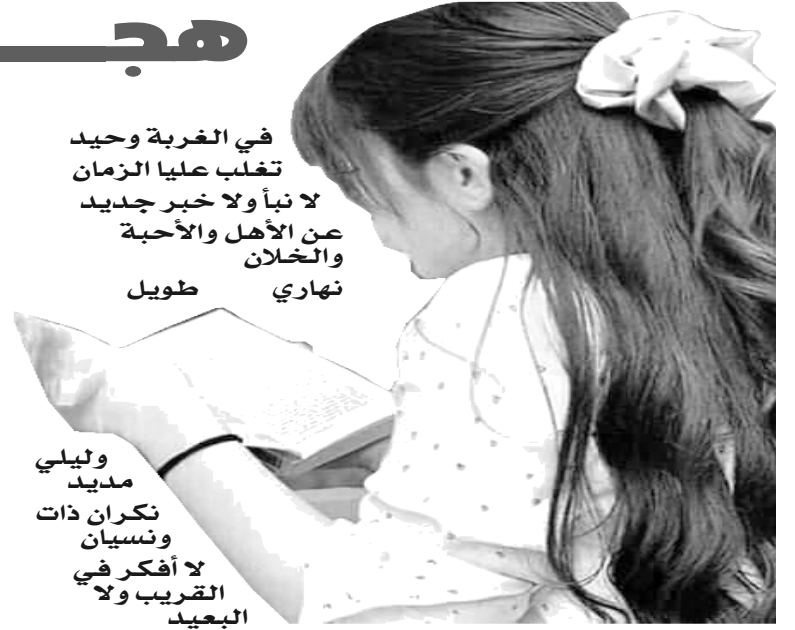 هجـ
في الغربة وحيد
تغلب عليا الزمان
لا نبأ ولا خبر جديد
عن الأهل والأحبة
والخلان
نهاري طويل
وليلي
مديد
نكران ذات
ونسيان
لا أفكر في
القريب ولا
البعيد